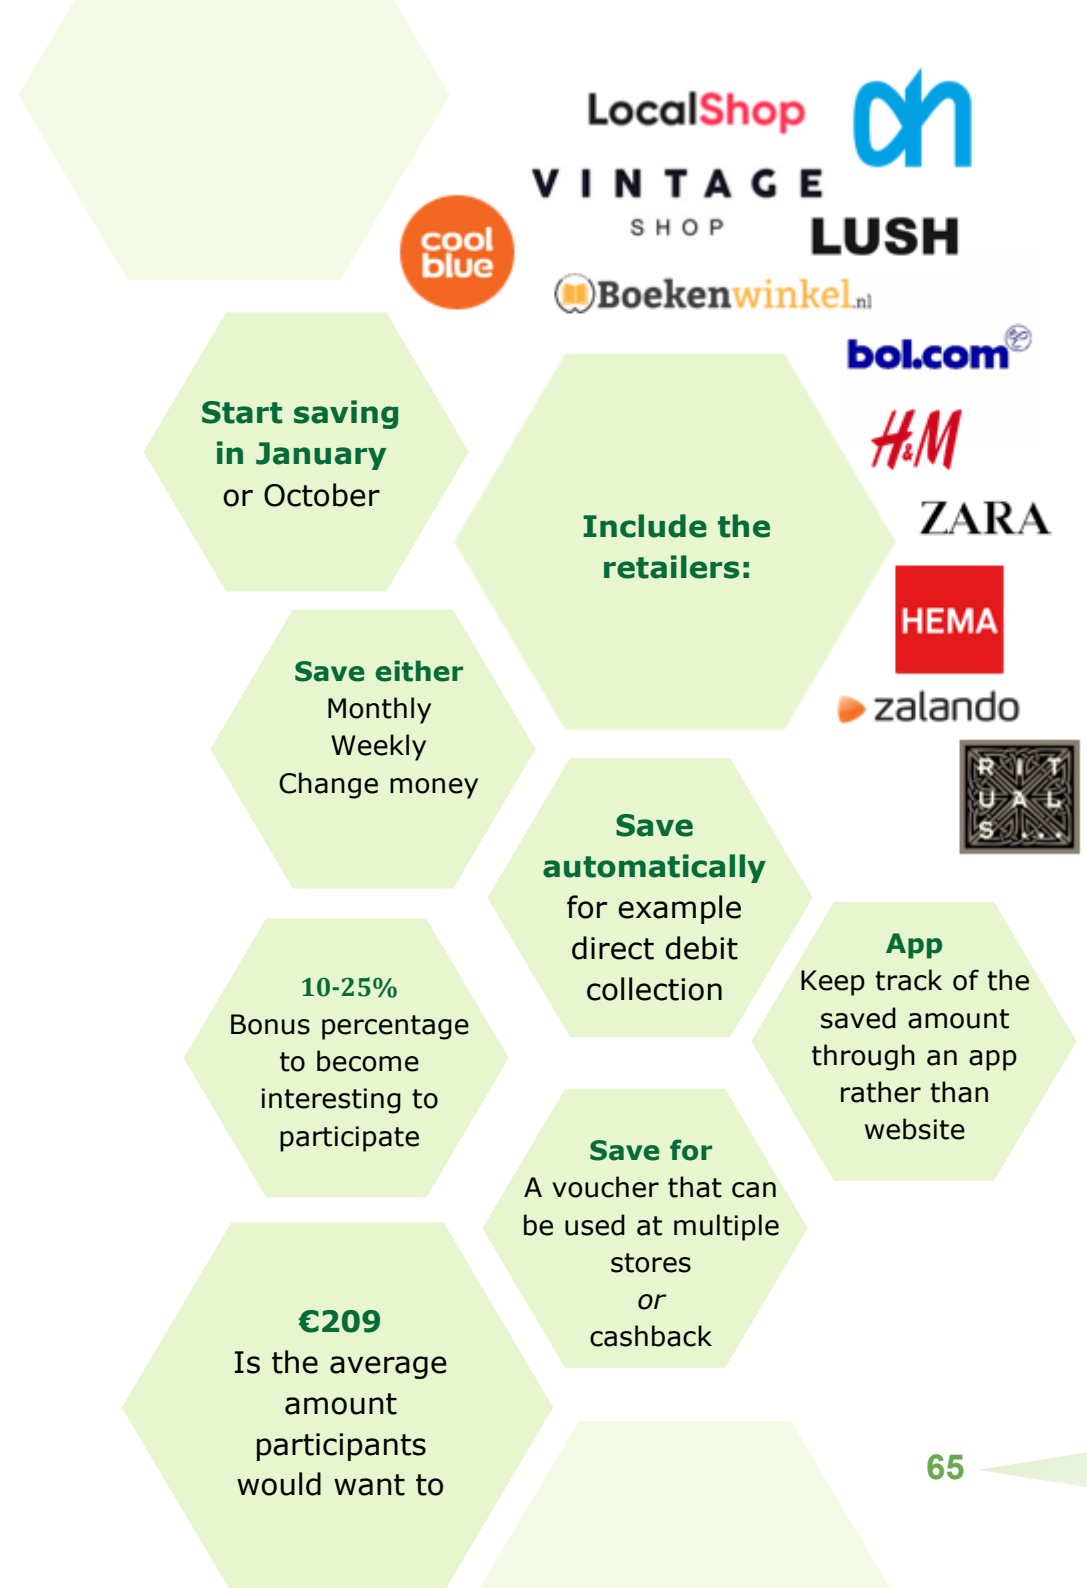 LocalShop
VINTAGE
SHOP
LUSH
cool
blue
Boekenwinkel.nl
bol.com
H&M
ZARA
HEMA
zalando
RIT
UAL
S...
Start saving
in January
or October
Include the
retailers:
Save either
Monthly
Weekly
Change money
Save
automatically
for example
direct debit
collection
App
Keep track of the
saved amount
through an app
rather than
website
10-25%
Bonus percentage
to become
interesting to
participate
Save for
A voucher that can
be used at multiple
stores
or
cashback
€209
Is the average
amount
participants
would want to
65